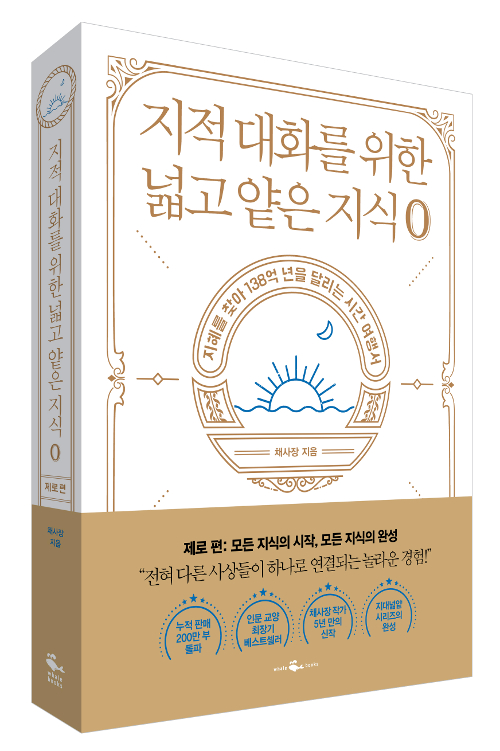 지적 대화를 위한
넓고 얕은 지식 0
지혜를 찾아 138억 년을 달리는 시간 여행서
채사장 지음
제로 편: 모든 지식의 시작, 모든 지식의 완성
“전혀 다른 사상들이 하나로 연결되는 놀라운 경험!”
누적 판매
200만 부
돌파
인문 교양
최장기
베스트셀러
채사장 작가
5년 만의
신작
지대넓얕
시리즈의
완성
whale books
지적 대화를 위한 넓고 얕은 지식 0
제로 편
채사장
지음
whale
books